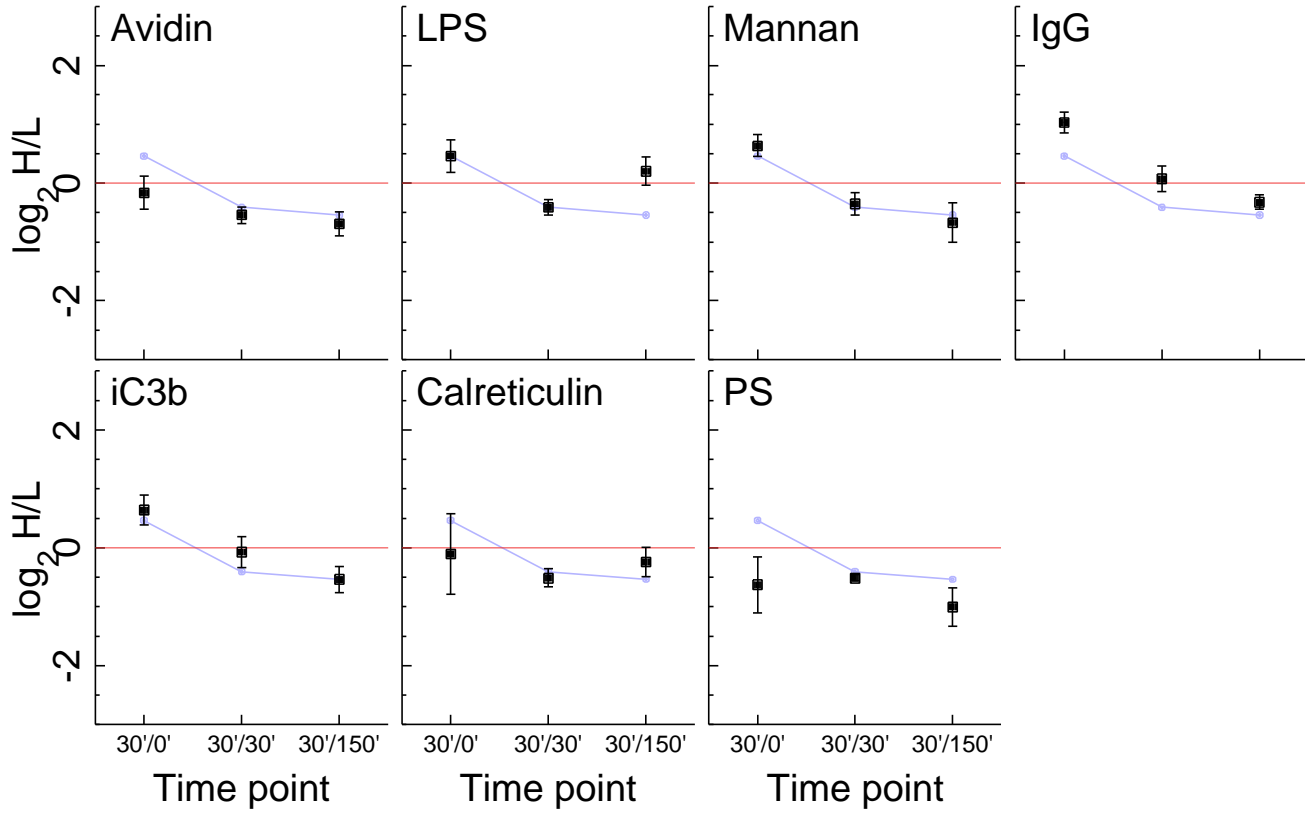 Avidin
LPS
Mannan
IgG
2
0
-2
log2 H/L
iC3b
Calreticulin
PS
2
0
-2
log2 H/L
30'/0' 30'/30' 30'/150'
30'/0' 30'/30' 30'/150'
30'/0' 30'/30' 30'/150'
Time point
Time point
Time point